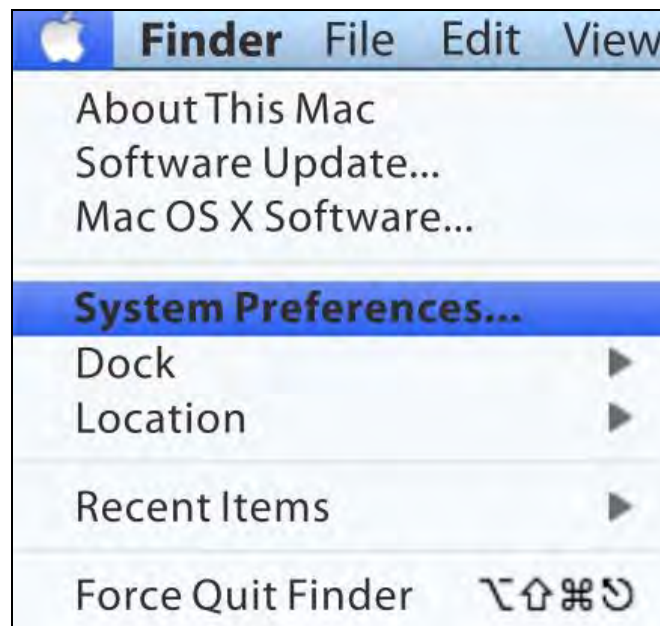 Finder File Edit View
About This Mac
Software Update...
Mac OS X Software...
System Preferences...
Dock ▶
Location ▶
Recent Items ▶
Force Quit Finder ⌥⇧⌘⎋